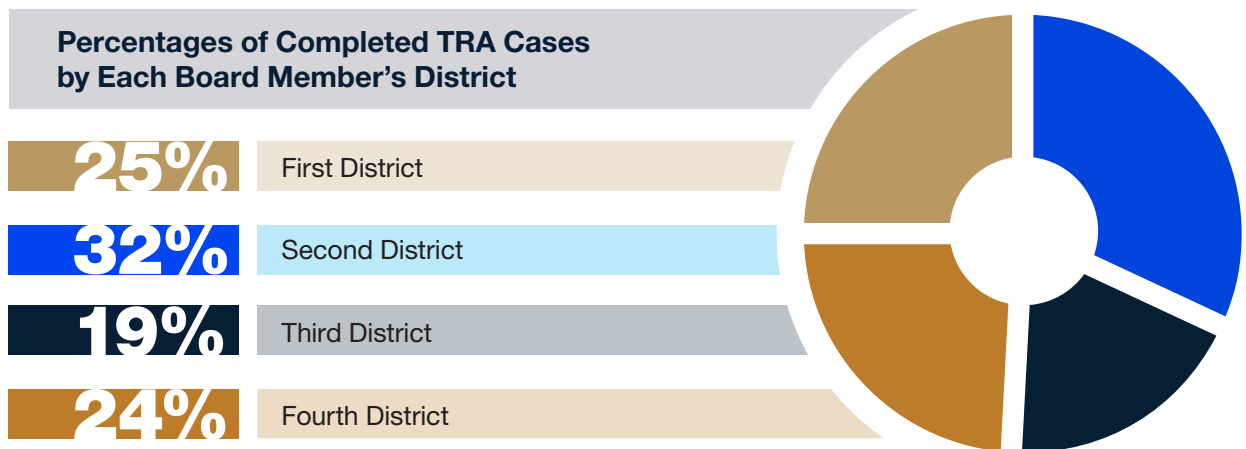 Percentages of Completed TRA Cases
by Each Board Member’s District
25% First District
32% Second District
19% Third District
24% Fourth District